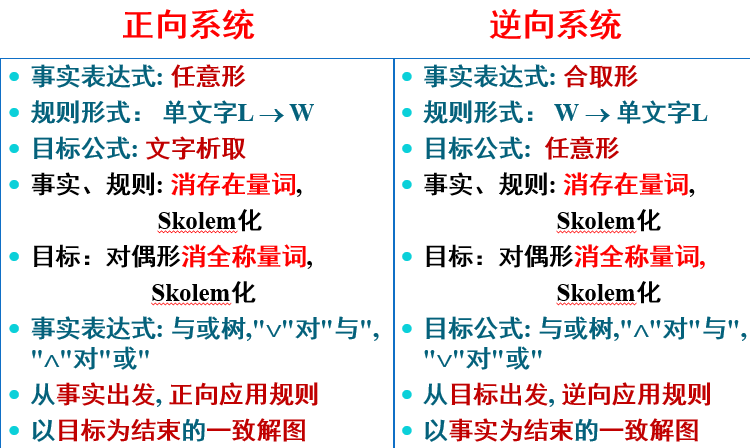 正向系统
事实表达式: 任意形
规则形式： 单文字L → W
目标公式: 文字析取
事实、规则: 消存在量词,
Skolem化
目标：对偶形消全称量词,
Skolem化
事实表达式: 与或树,"∨"对"与",
"∧"对"或"
从事实出发, 正向应用规则
以目标为结束的一致解图
逆向系统
事实表达式: 合取形
规则形式： W → 单文字L
目标公式: 任意形
事实、规则: 消存在量词,
Skolem化
目标：对偶形消全称量词,
Skolem化
目标公式: 与或树,"∧"对"与",
"∨"对"或"
从目标出发, 逆向应用规则
以事实为结束的一致解图